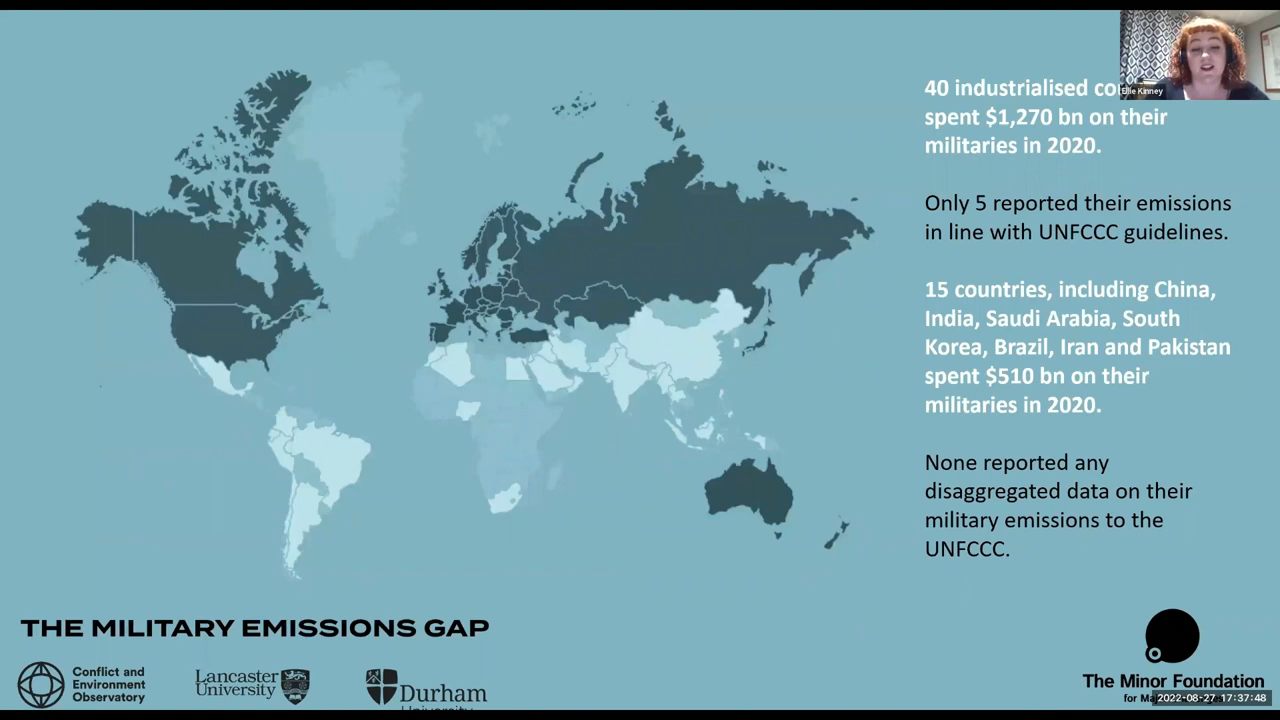 40 industrialised
spent $1,270 bn on their
militaries in 2020.
Ellie Kinney
Only 5 reported their emissions
in line with UNFCCC guidelines.
15 countries, including China,
India, Saudi Arabia, South
Korea, Brazil, Iran and Pakistan
spent $510 bn on their
militaries in 2020.
None reported any
disaggregated data on their
military emissions to the
UNFCCC.
THE MILITARY EMISSIONS GAP
Conflict and
Environment
Observatory
Lancaster
University
Durham
University
The Minor Foundation
for
2022-08-27 17:37:48